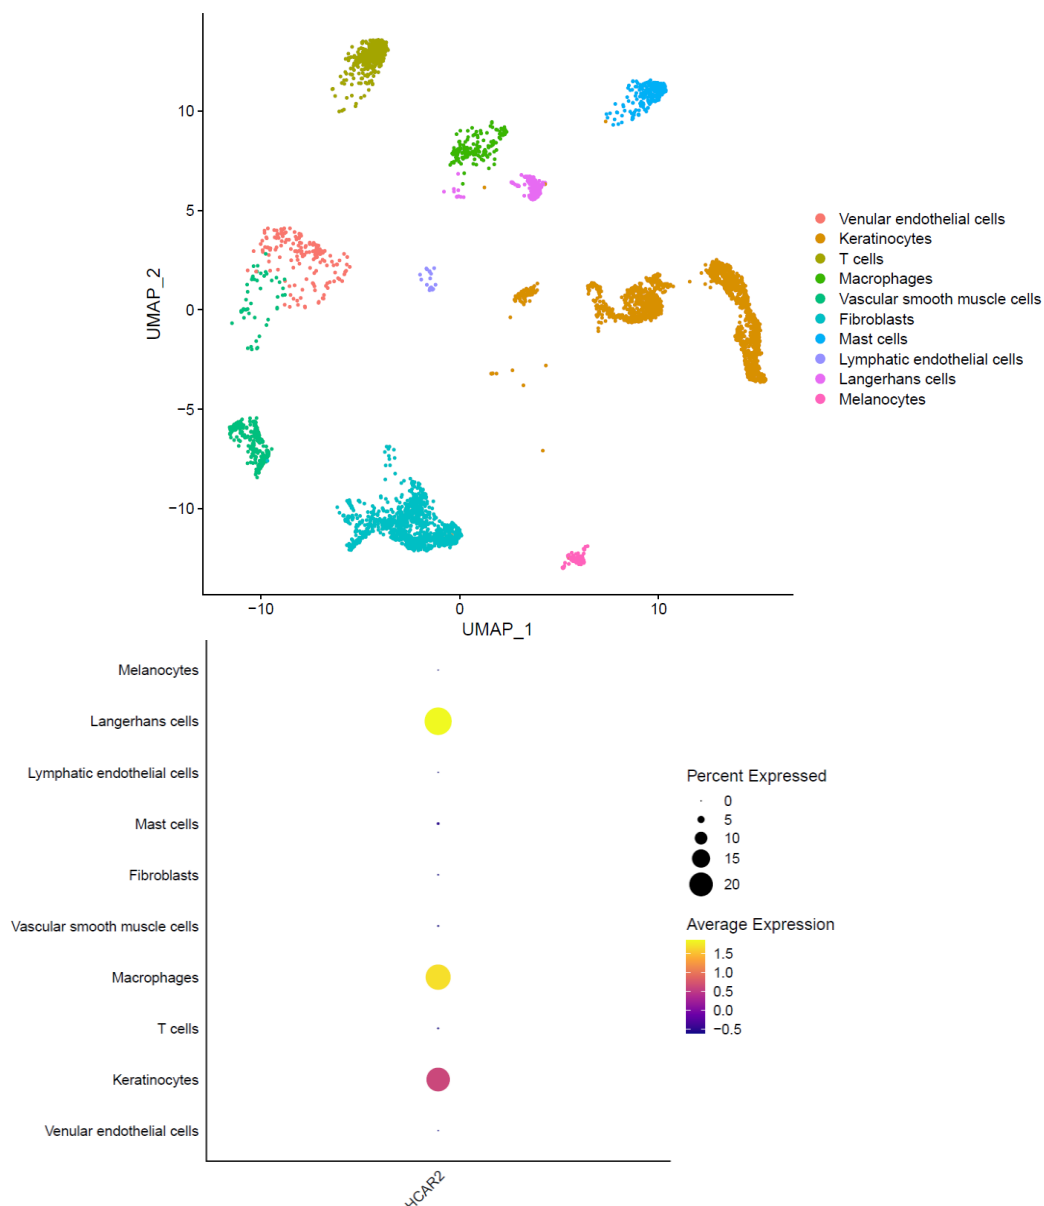 10
5
0
−5
−10
UMAP_2
−10
0
10
UMAP_1
Venular endothelial cells
Keratinocytes
T cells
Macrophages
Vascular smooth muscle cells
Fibroblasts
Mast cells
Lymphatic endothelial cells
Langerhans cells
Melanocytes
Melanocytes
Langerhans cells
Lymphatic endothelial cells
Mast cells
Fibroblasts
Vascular smooth muscle cells
Macrophages
T cells
Keratinocytes
Venular endothelial cells
HCAR2
Percent Expressed
0
5
10
15
20
Average Expression
1.5
1.0
0.5
0.0
−0.5